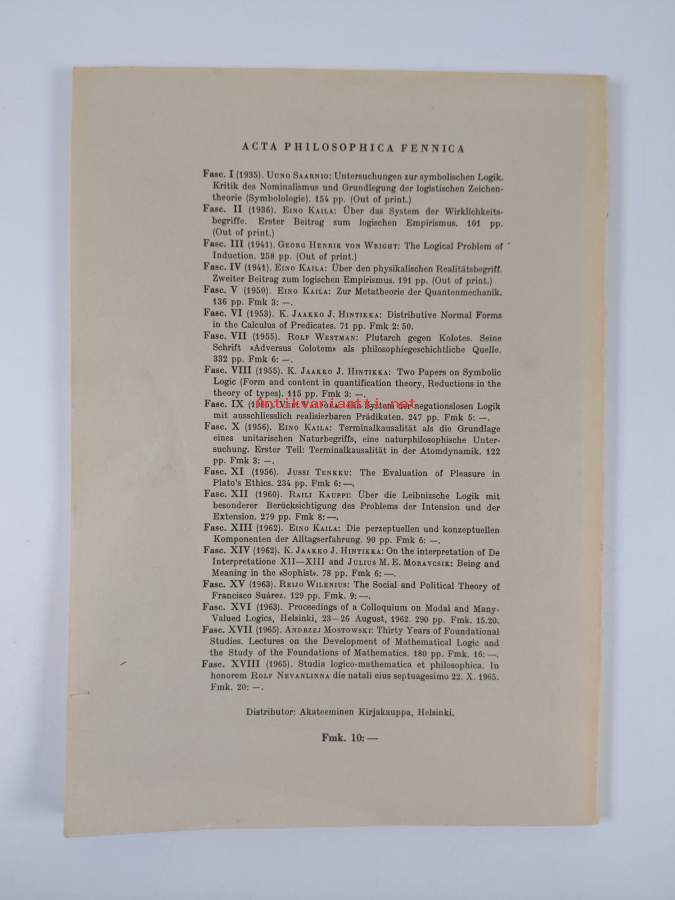 ACTA PHILOSOPHICA FENNICA
Fasc. I (1935). UUNO SAARNIO: Untersuchungen zur symbolischen Logik.
Kritik des Nominalismus und Grundlegung der logistischen Zeichen-
theorie (Symbolologie). 154 pp. (Out of print.)
Fasc. II (1936). EINO KAILA: Über das System der Wirklichkeits-
begriffe. Erster Beitrag zum logischen Empirismus. 101 pp.
(Out of print.)
Fasc. III (1941). GEORG HENRIK VON WRIGHT: The Logical Problem of
Induction. 258 pp. (Out of print.)
Fasc. IV (1941). EINO KAILA: Über den physikalischen Realitätsbegriff.
Zweiter Beitrag zum logischen Empirismus. 191 pp. (Out of print.)
Fasc. V (1950). EINO KAILA: Zur Metatheorie der Quantenmechanik.
136 pp. Fmk 3: —.
Fasc. VI (1953). K. JAAKKO J. HINTIKKA: Distributive Normal Forms
in the Calculus of Predicates. 71 pp. Fmk 2: 50.
Fasc. VII (1955). ROLF WESTMAN: Plutarch gegen Kolotes. Seine
Schrift »Adversus Colotem» als philosophiegeschichtliche Quelle.
332 pp. Fmk 6: —.
Fasc. VIII (1955). K. JAAKKO J. HINTIKKA: Two Papers on Symbolic
Logic (Form and content in quantification theory, Reductions in the
theory of types). 115 pp. Fmk 3: —.
antikvariaatti.com
Fasc. IX System der negationslosen Logik
mit ausschliesslich realisierbaren Prädikaten. 247 pp. Fmk 5: —.
Fasc. X (1956). EINO KAILA: Terminalkausalität als die Grundlage
eines unitarischen Naturbegriffs, eine naturphilosophische Unter-
suchung. Erster Teil: Terminalkausalität in der Atomdynamik. 122
pp. Fmk 3: —.
Fasc. XI (1956). JUSSI TENKKU: The Evaluation of Pleasure in
Plato's Ethics. 234 pp. Fmk 6: —.
Fasc. XII (1960). RAILI KAUPPI: Über die Leibnizsche Logik mit
besonderer Berücksichtigung des Problems der Intension und der
Extension. 279 pp. Fmk 8: —.
Fasc. XIII (1962). EINO KAILA: Die perzeptuellen und konzeptuellen
Komponenten der Alltagserfahrung. 90 pp. Fmk 6: —.
Fasc. XIV (1962). K. JAAKKO J. HINTIKKA: On the interpretation of De
Interpretatione XII—XIII and JULIUS M. E. MORAVCSIK: Being and
Meaning in the »Sophist». 78 pp. Fmk 6: —.
Fasc. XV (1963). REIJO WILENIUS: The Social and Political Theory of
Francisco Suárez. 129 pp. Fmk. 9: —.
Fasc. XVI (1963). Proceedings of a Colloquium on Modal and Many-
Valued Logics, Helsinki, 23—26 August, 1962. 290 pp. Fmk. 15.20.
Fasc. XVII (1965). ANDRZEJ MOSTOWSKI: Thirty Years of Foundational
Studies. Lectures on the Development of Mathematical Logic and
the Study of the Foundations of Mathematics. 180 pp. Fmk. 16: —.
Fasc. XVIII (1965). Studia logico-mathematica et philosophica. In
honorem ROLF NEVANLINNA die natali eius septuagesimo 22. X. 1965.
Fmk. 20: —.
Distributor: Akateeminen Kirjakauppa, Helsinki.
Fmk. 10: —